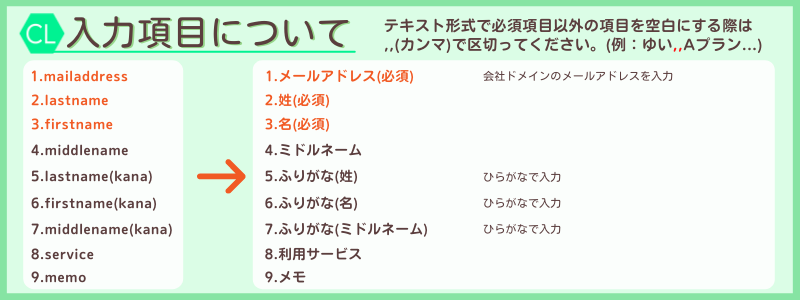 CL 入力項目について
テキスト形式で必須項目以外の項目を空白にする際は
,,(カンマ)で区切ってください。(例：ゆい,,Aプラン...)
1.mailaddress
2.lastname
3.firstname
4.middlename
5.lastname(kana)
6.firstname(kana)
7.middlename(kana)
8.service
9.memo
1.メールアドレス(必須) 会社ドメインのメールアドレスを入力
2.姓(必須)
3.名(必須)
4.ミドルネーム
5.ふりがな(姓) ひらがなで入力
6.ふりがな(名) ひらがなで入力
7.ふりがな(ミドルネーム) ひらがなで入力
8.利用サービス
9.メモ